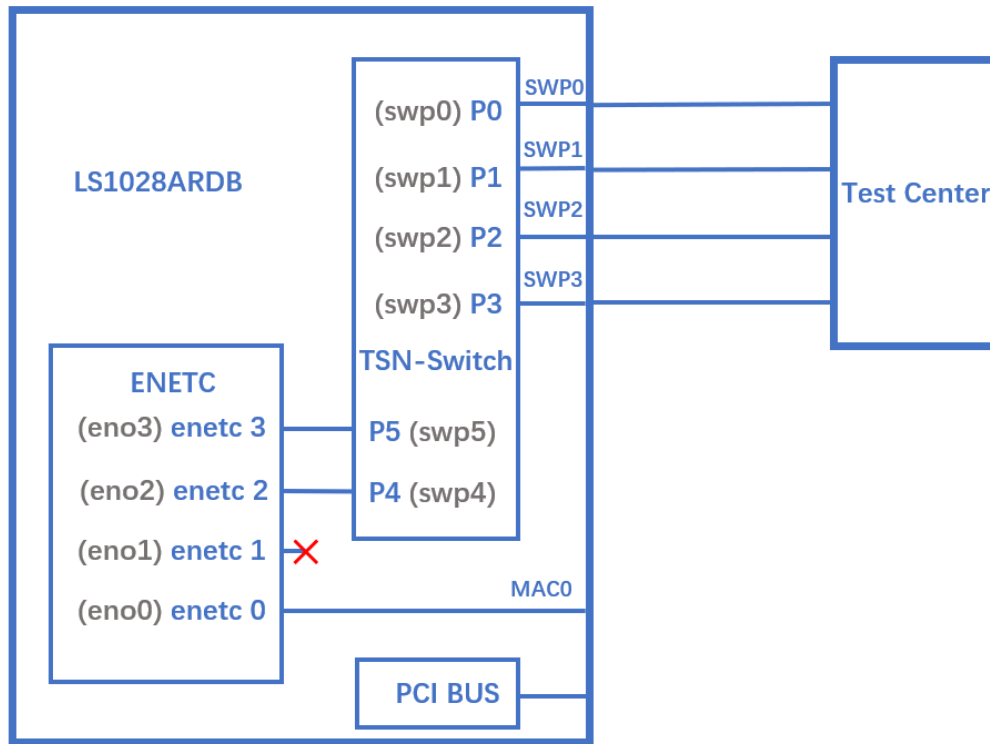 SWP0
(swp0) P0
SWP1
(swp1) P1
LS1028ARDB
Test Center
SWP2
(swp2) P2
SWP3
(swp3) P3
TSN-Switch
ENETC
(eno3) enetc 3
P5 (swp5)
(eno2) enetc 2
P4 (swp4)
(eno1) enetc 1
MAC0
(eno0) enetc 0
PCI BUS